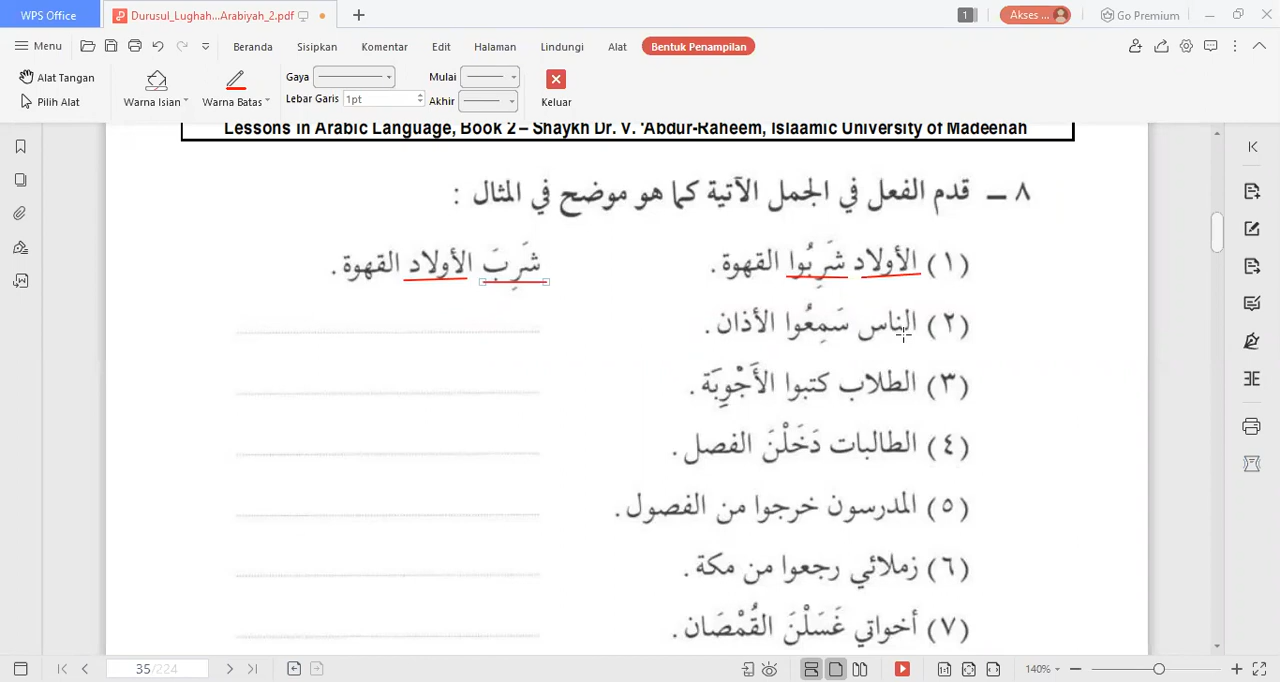 WPS Office
Durusul_Lughah...Arabiyah_2.pdf
1
Akses ...
Go Premium
Menu
Beranda
Sisipkan
Komentar
Edit
Halaman
Lindungi
Alat
Bentuk Penampilan
Alat Tangan
Pilih Alat
Warna Isian
Warna Batas
Gaya
Lebar Garis
1pt
Mulai
Akhir
Keluar
Lessons in Arabic Language, Book 2 – Shaykh Dr. V. 'Abdur-Raheem, Islaamic University of Madeenah
٨ ــ قدم الفعل في الجمل الآتية كما هو موضح في المثال :
(١) الأولاد شَرِبُوا القهوة . شَرِبَ الأولاد القهوة .
(٢) الناس سَمِعُوا الأذان .
(٣) الطلاب كتبوا الأَجْوِبَة .
(٤) الطالبات دَخَلْنَ الفصل .
(٥) المدرسون خرجوا من الفصول .
(٦) زملائي رجعوا من مكة .
(٧) أخواتي غَسَلْنَ القُمْصَان .
35/224
140%